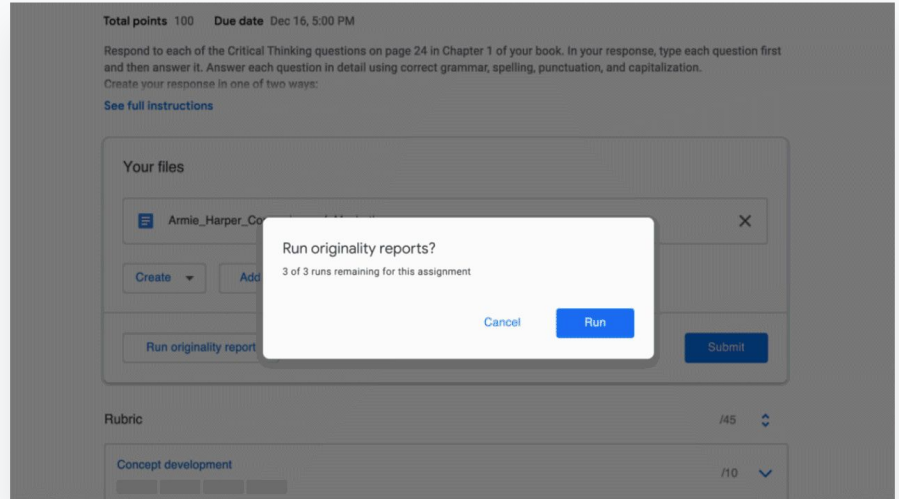 Total points 100 Due date Dec 16, 5:00 PM
Respond to each of the Critical Thinking questions on page 24 in Chapter 1 of your book. In your response, type each question first
and then answer it. Answer each question in detail using correct grammar, spelling, punctuation, and capitalization.
Create your response in one of two ways:
See full instructions
Your files
Armie_Harper_Co
Run originality reports?
3 of 3 runs remaining for this assignment
Create
Add
Cancel
Run
Run originality report
Submit
Rubric
/45
Concept development
/10